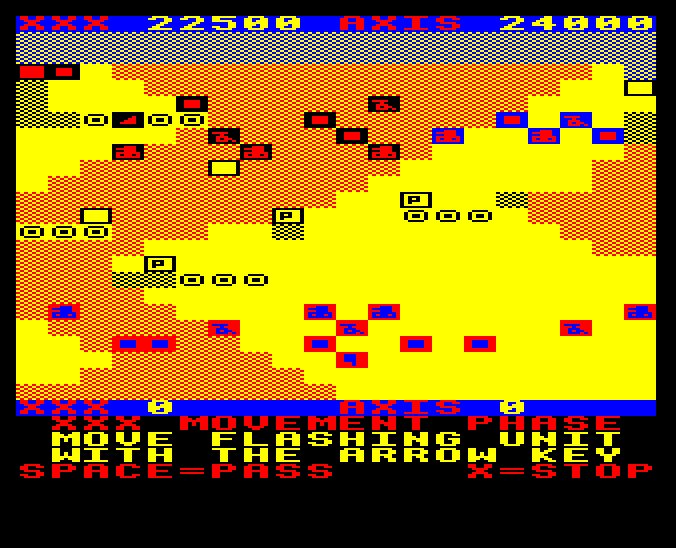 XXX 22500 AXIS 24000
P
P
P
XXX 0 AXIS 0
XXX MOVEMENT PHASE
MOVE FLASHING UNIT
WITH THE ARROW KEY
SPACE=PASS X=STOP